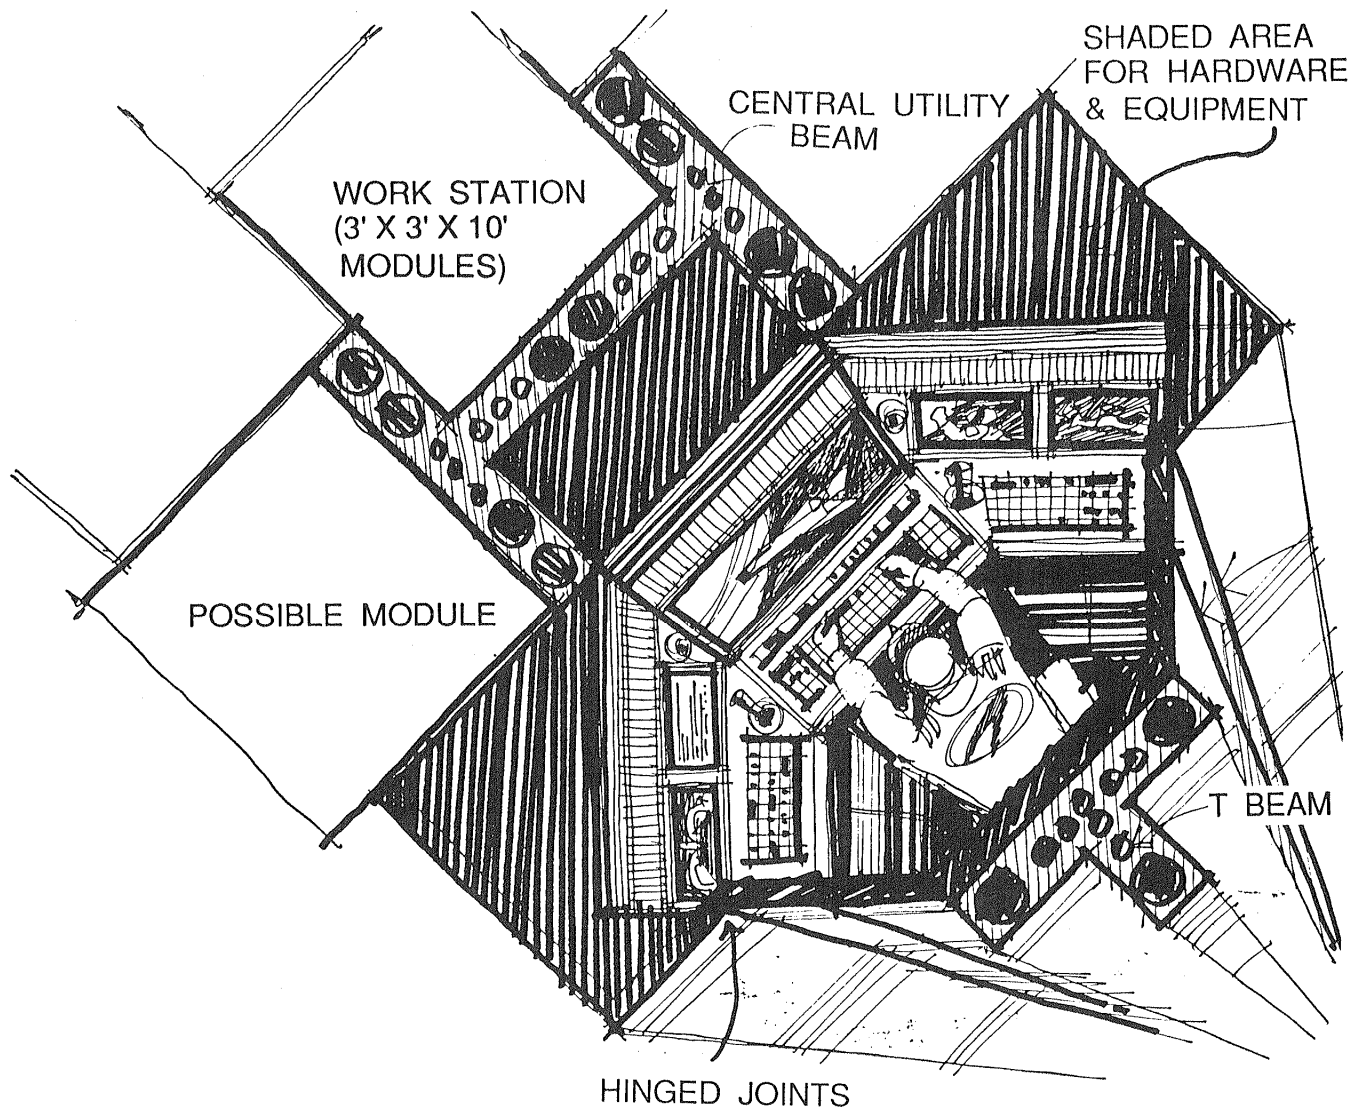 SHADED AREA
FOR HARDWARE
& EQUIPMENT
CENTRAL UTILITY
BEAM
WORK STATION
(3' X 3' X 10'
MODULES)
POSSIBLE MODULE
T BEAM
HINGED JOINTS